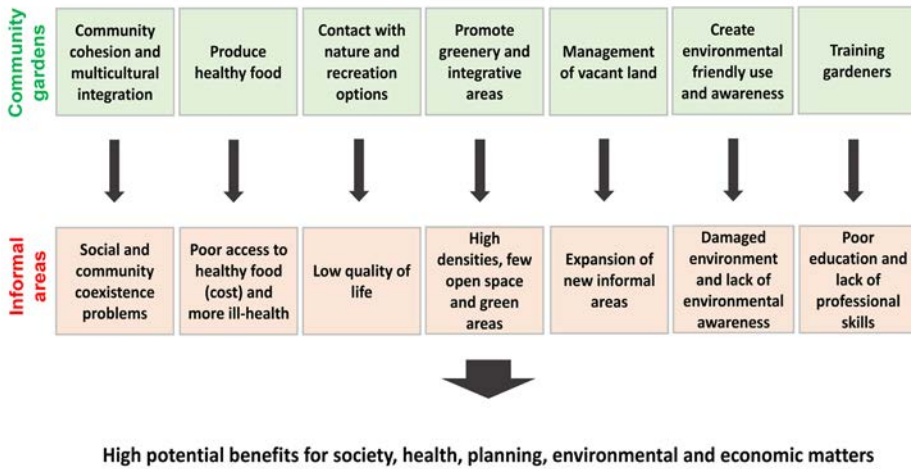 Community
gardens
Community
cohesion and
multicultural
integration
Produce
healthy food
Contact with
nature and
recreation
options
Promote
greenery and
integrative
areas
Management
of vacant land
Create
environmental
friendly use
and awareness
Training
gardeners
Informal
areas
Social and
community
coexistence
problems
Poor access to
healthy food
(cost) and
more ill-health
Low quality of
life
High
densities, few
open space
and green
areas
Expansion of
new informal
areas
Damaged
environment
and lack of
environmental
awareness
Poor
education and
lack of
professional
skills
High potential benefits for society, health, planning, environmental and economic matters